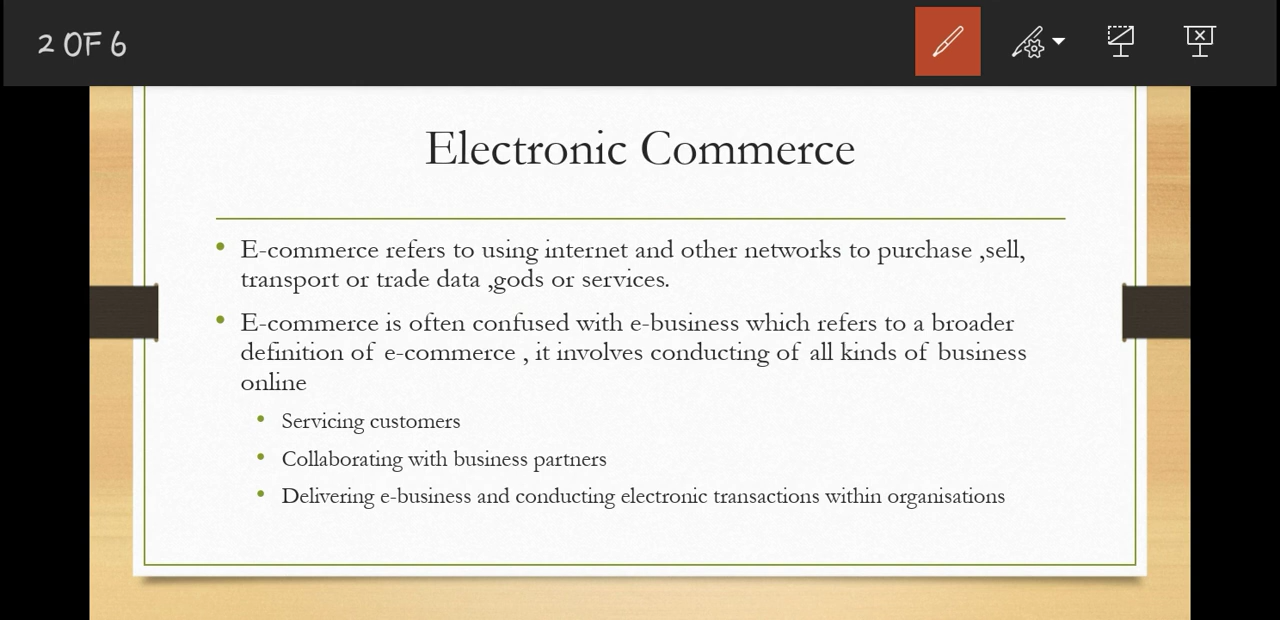 2 OF 6
Electronic Commerce
• E-commerce refers to using internet and other networks to purchase ,sell,
transport or trade data ,gods or services.
• E-commerce is often confused with e-business which refers to a broader
definition of e-commerce , it involves conducting of all kinds of business
online
• Servicing customers
• Collaborating with business partners
• Delivering e-business and conducting electronic transactions within organisations